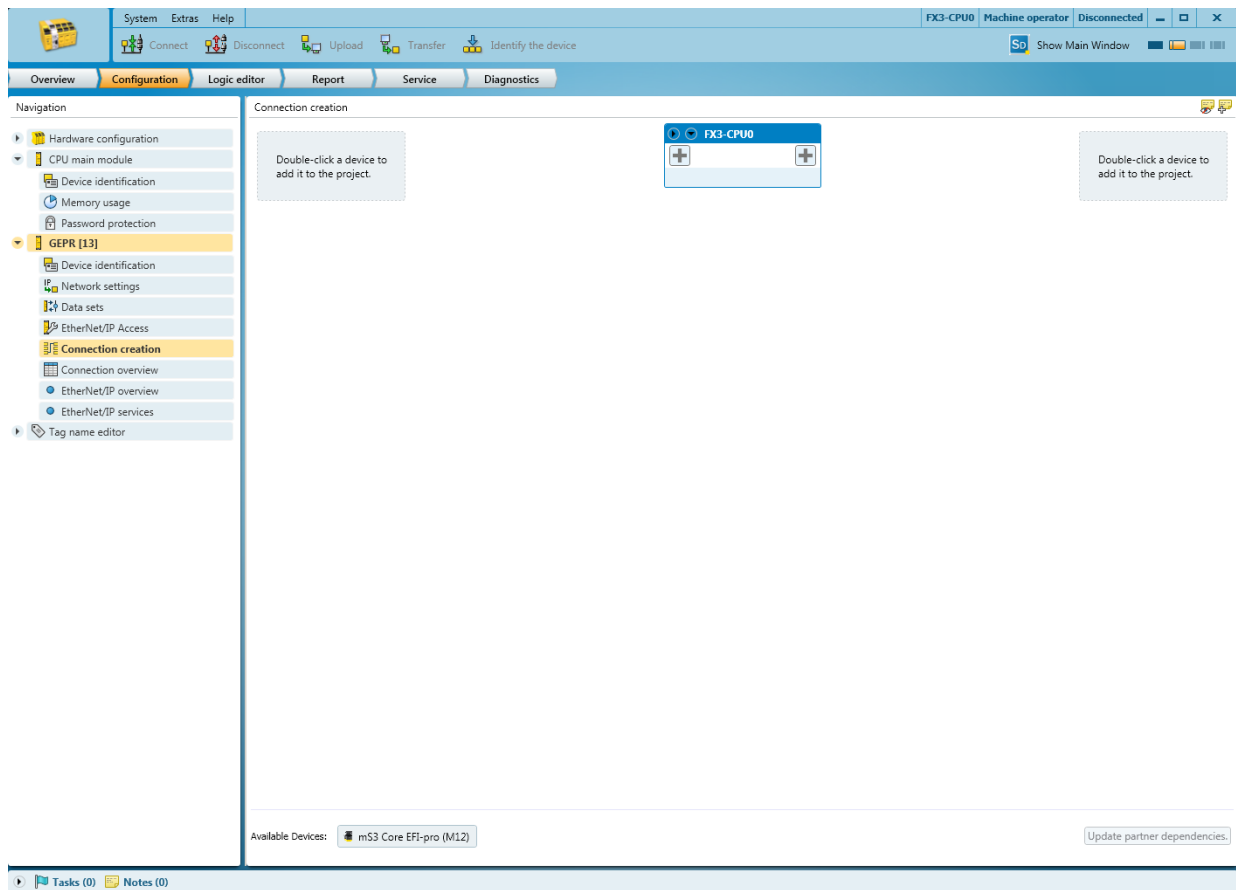 System Extras Help
FX3-CPU0 Machine operator Disconnected
Connect Disconnect Upload Transfer Identify the device
SD Show Main Window
Overview Configuration Logic editor Report Service Diagnostics
Navigation
Connection creation
Hardware configuration
CPU main module
Device identification
Memory usage
Password protection
GEPR [13]
Device identification
IP Network settings
Data sets
EtherNet/IP Access
Connection creation
Connection overview
EtherNet/IP overview
EtherNet/IP services
Tag name editor
Double-click a device to
add it to the project.
FX3-CPU0
Double-click a device to
add it to the project.
Available Devices: mS3 Core EFI-pro (M12)
Update partner dependencies.
Tasks (0) Notes (0)